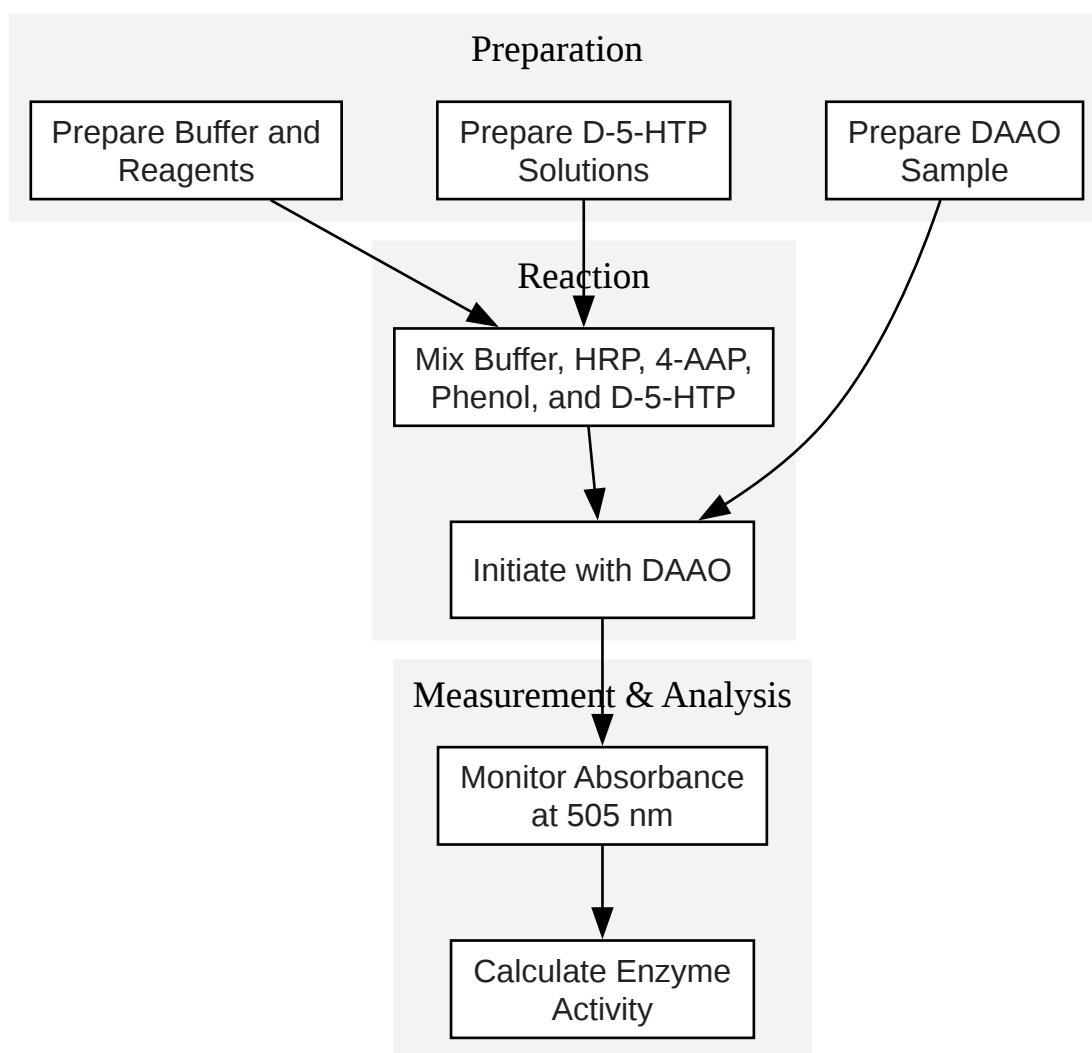 Preparation
Prepare Buffer and
Reagents
Prepare D-5-HTP
Solutions
Prepare DAAO
Sample
Reaction
Mix Buffer, HRP, 4-AAP,
Phenol, and D-5-HTP
Initiate with DAAO
Measurement & Analysis
Monitor Absorbance
at 505 nm
Calculate Enzyme
Activity